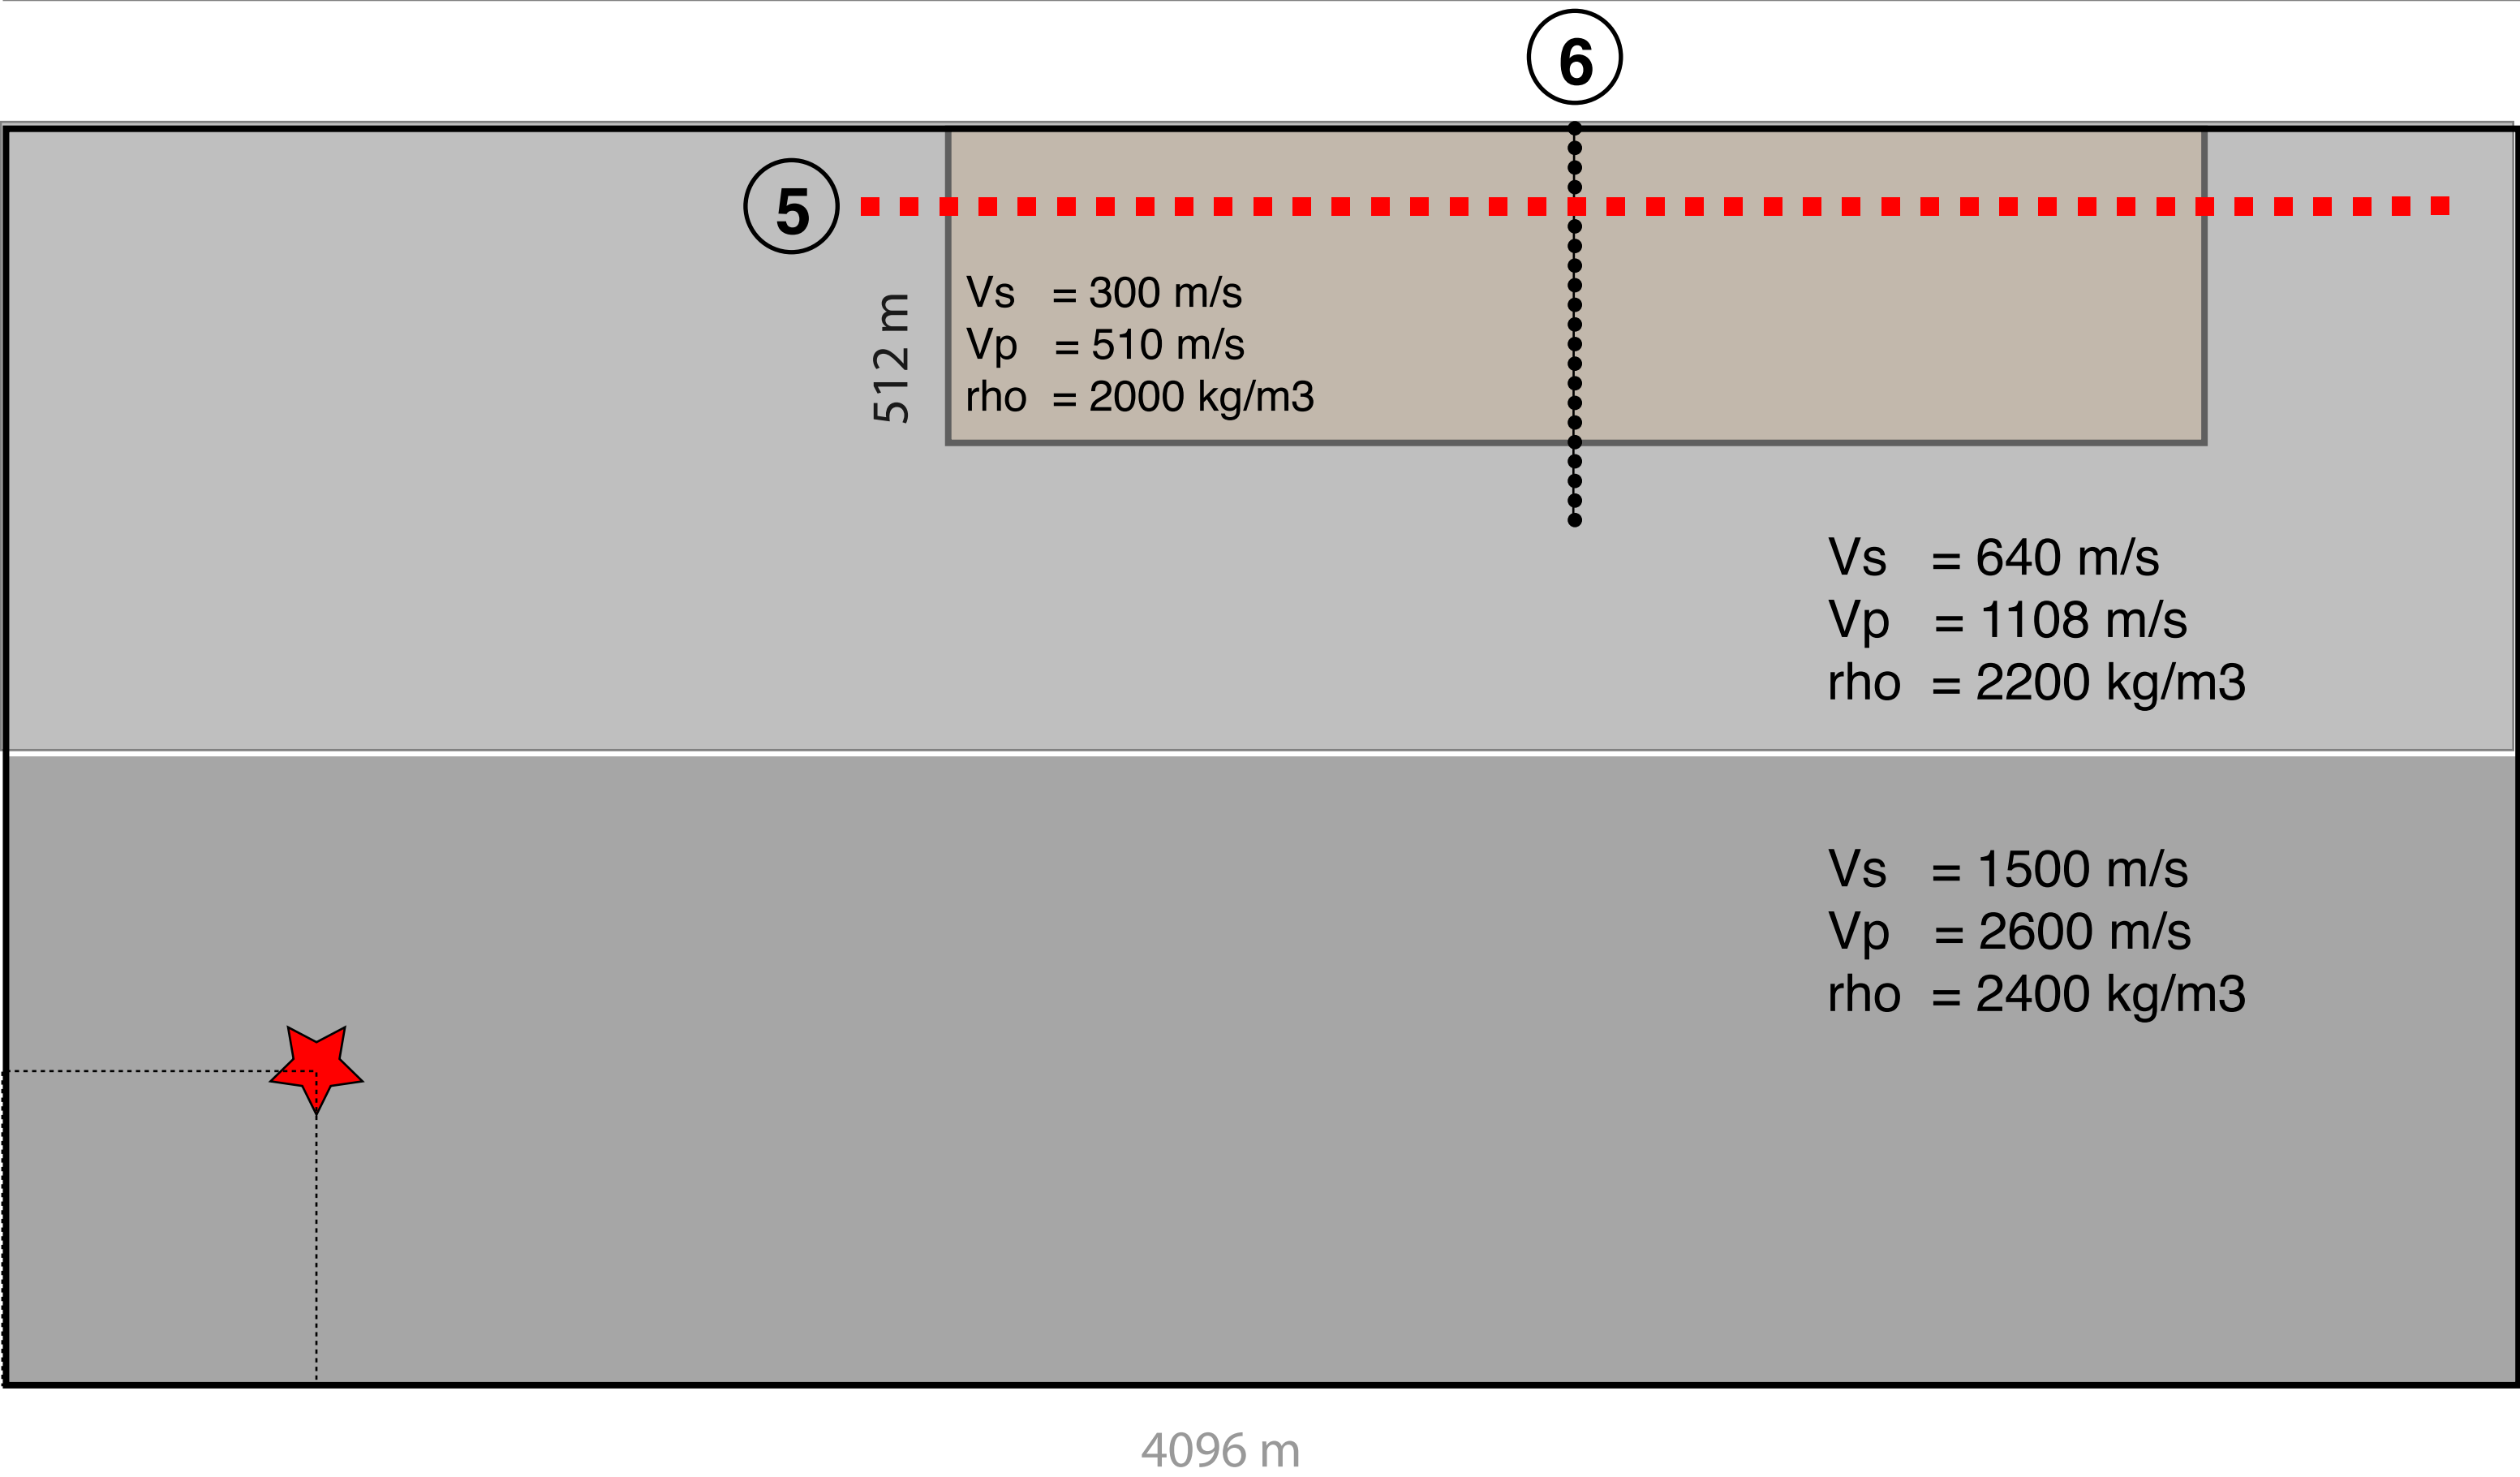 6
5
512 m
Vs = 300 m/s
Vp = 510 m/s
rho = 2000 kg/m3
Vs = 640 m/s
Vp = 1108 m/s
rho = 2200 kg/m3
Vs = 1500 m/s
Vp = 2600 m/s
rho = 2400 kg/m3
4096 m